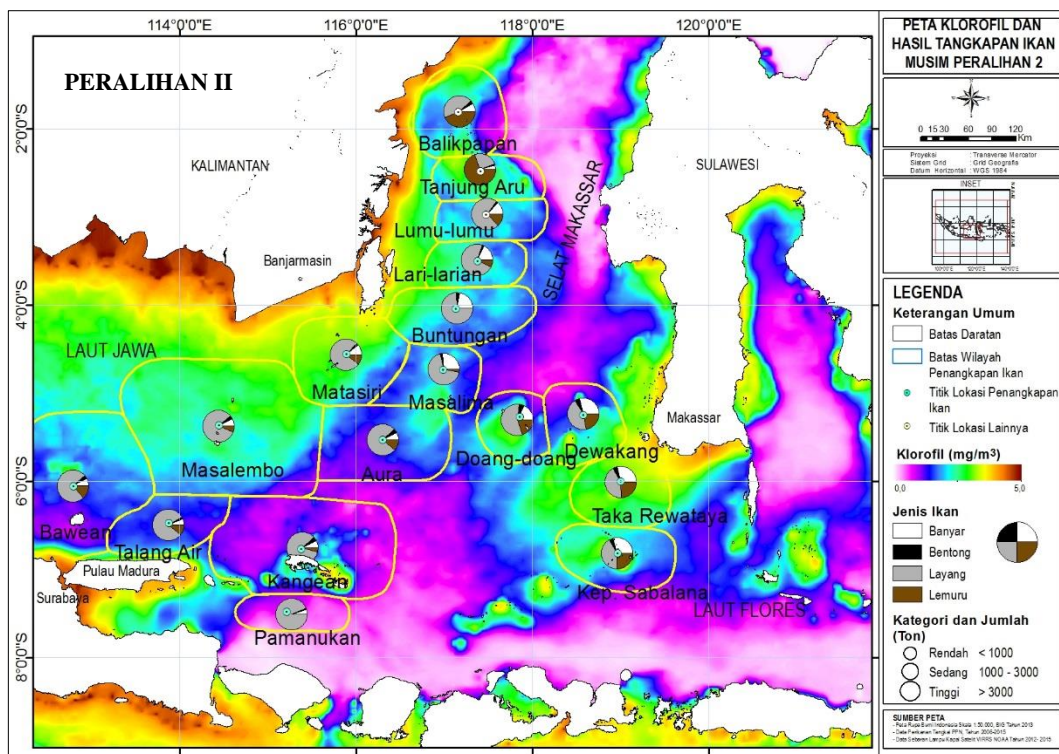 114°0'0"E
116°0'0"E
118°0'0"E
120°0'0"E
PERALIHAN II
2°0'0"S
4°0'0"S
6°0'0"S
8°0'0"S
KALIMANTAN
SULAWESI
Banjarmasin
SELAT MAKASSAR
LAUT JAWA
Balikpapan
Tanjung Aru
Lumu-lumu
Lari-larian
Buntungan
Matasiri
Masalima
Makassar
Masalembo
Aura
Doang-doang
Dewakang
Taka Rewataya
Bawean
Talang Air
Pulau Madura
Surabaya
Kangean
Kep. Sabalana
LAUT FLORES
Pamanukan
PETA KLOROFIL DAN
HASIL TANGKAPAN IKAN
MUSIM PERALIHAN 2
0 15 30 60 90 120
Km
Proyeksi : Transverse Mercator
Sistem Grid : Grid Geografis
Datum Horizontal : WGS 1984
INSET
LEGENDA
Keterangan Umum
Batas Daratan
Batas Wilayah
Penangkapan Ikan
Titik Lokasi Penangkapan
Ikan
Titik Lokasi Lainnya
Klorofil (mg/m³)
0,0 5,0
Jenis Ikan
Banyar
Bentong
Layang
Lemuru
Kategori dan Jumlah
(Ton)
Rendah < 1000
Sedang 1000 - 3000
Tinggi > 3000
SUMBER PETA